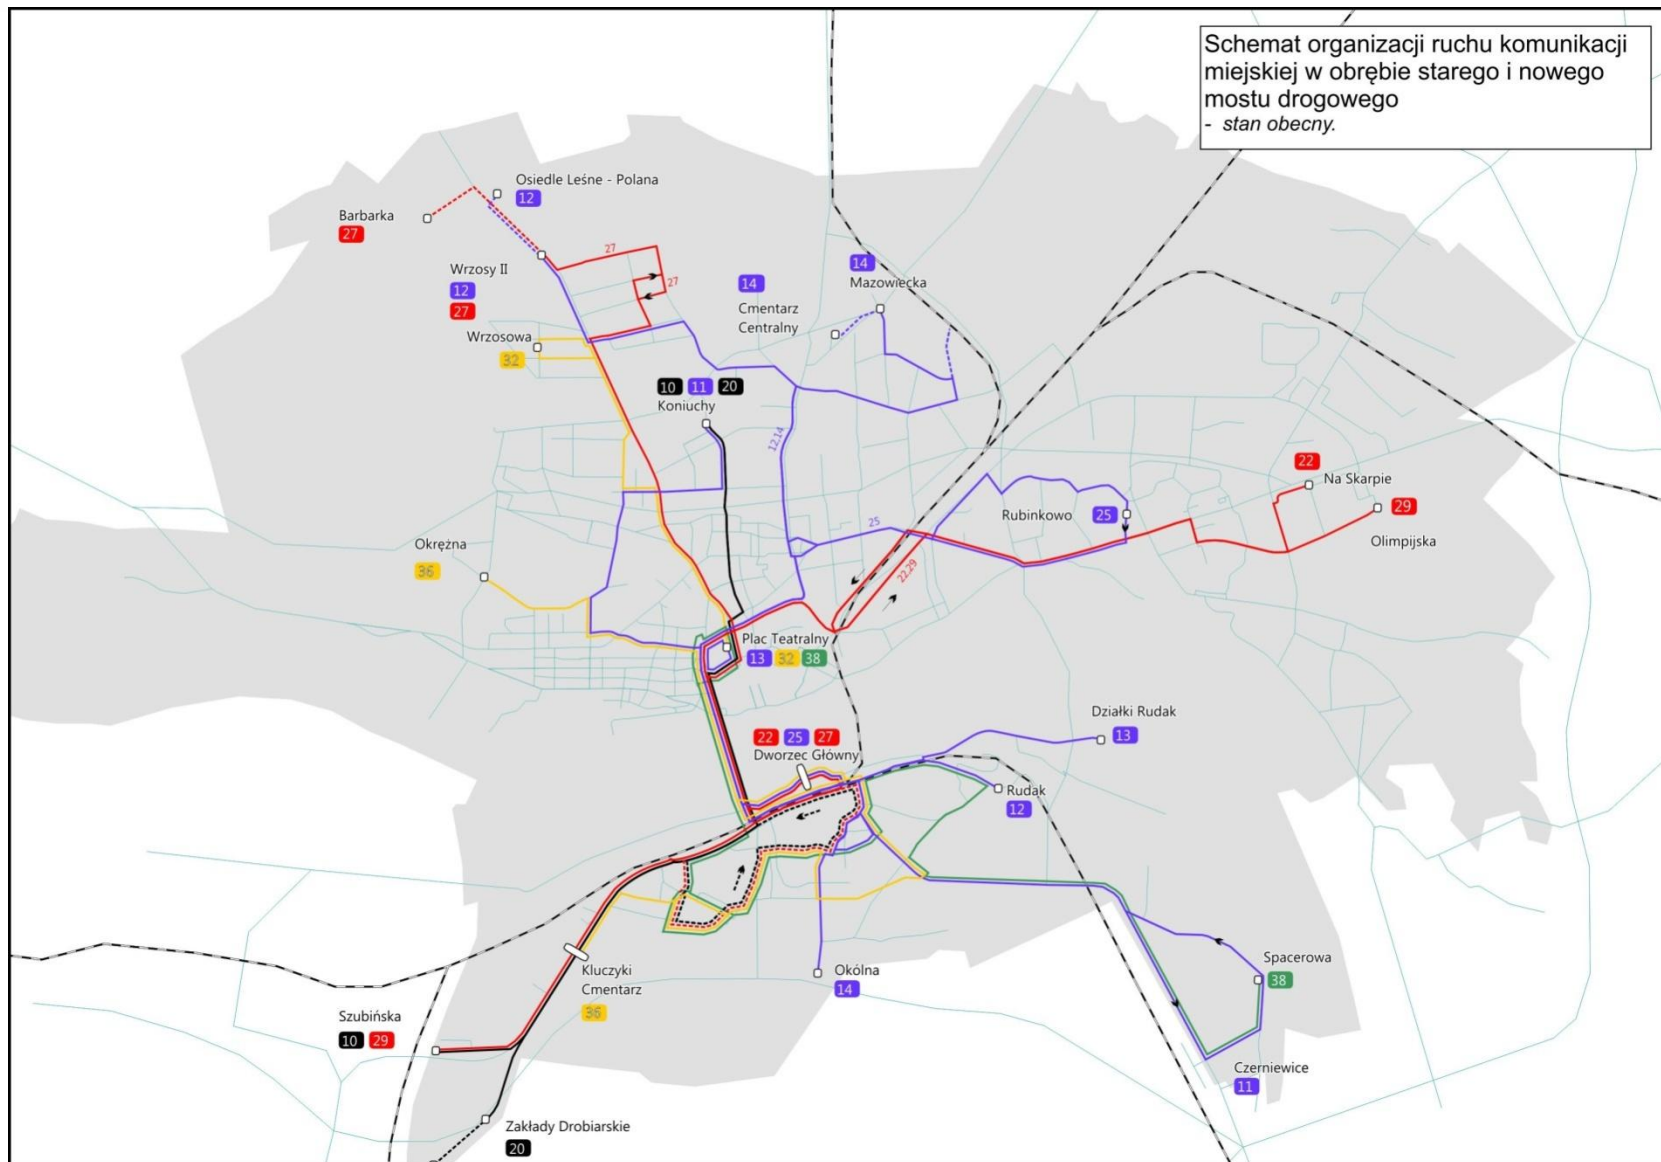 Schemat organizacji ruchu komunikacji
miejskiej w obrębie starego i nowego
mostu drogowego
- stan obecny.
Osiedle Leśne - Polana
12
Barbarka
27
27
Wrzosy II
12
27
27
14
Mazowiecka
14
Cmentarz
Centralny
Wrzosowa
32
10 11 20
Koniuchy
12,14
22
Na Skarpie
29
Olimpijska
Rubinkowo 25
25
22,29
Okrężna
36
Plac Teatralny
13 32 38
Działki Rudak
13
22 25 27
Dworzec Główny
Rudak
12
Spacerowa
38
Okólna
14
Kluczyki
Cmentarz
36
Szubińska
10 29
Czerniewice
11
Zakłady Drobiarskie
20